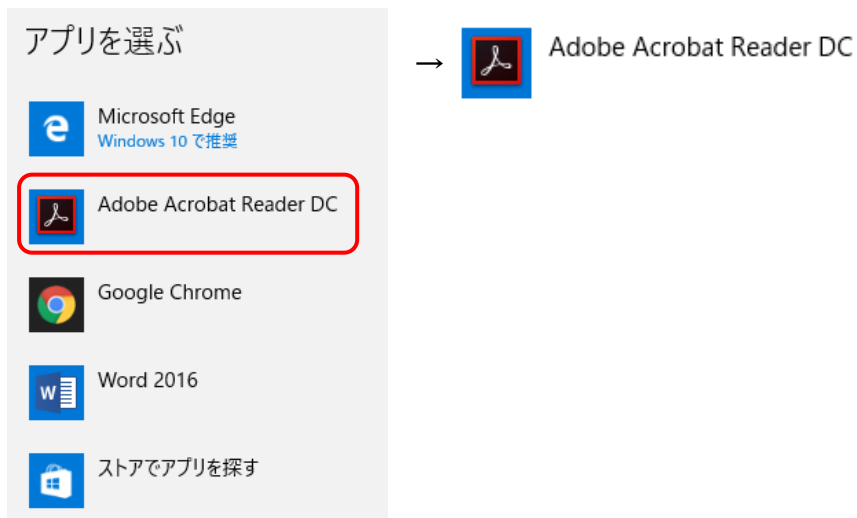 アプリを選ぶ
Microsoft Edge
Windows 10 で推奨
Adobe Acrobat Reader DC
Google Chrome
Word 2016
ストアでアプリを探す
→ Adobe Acrobat Reader DC